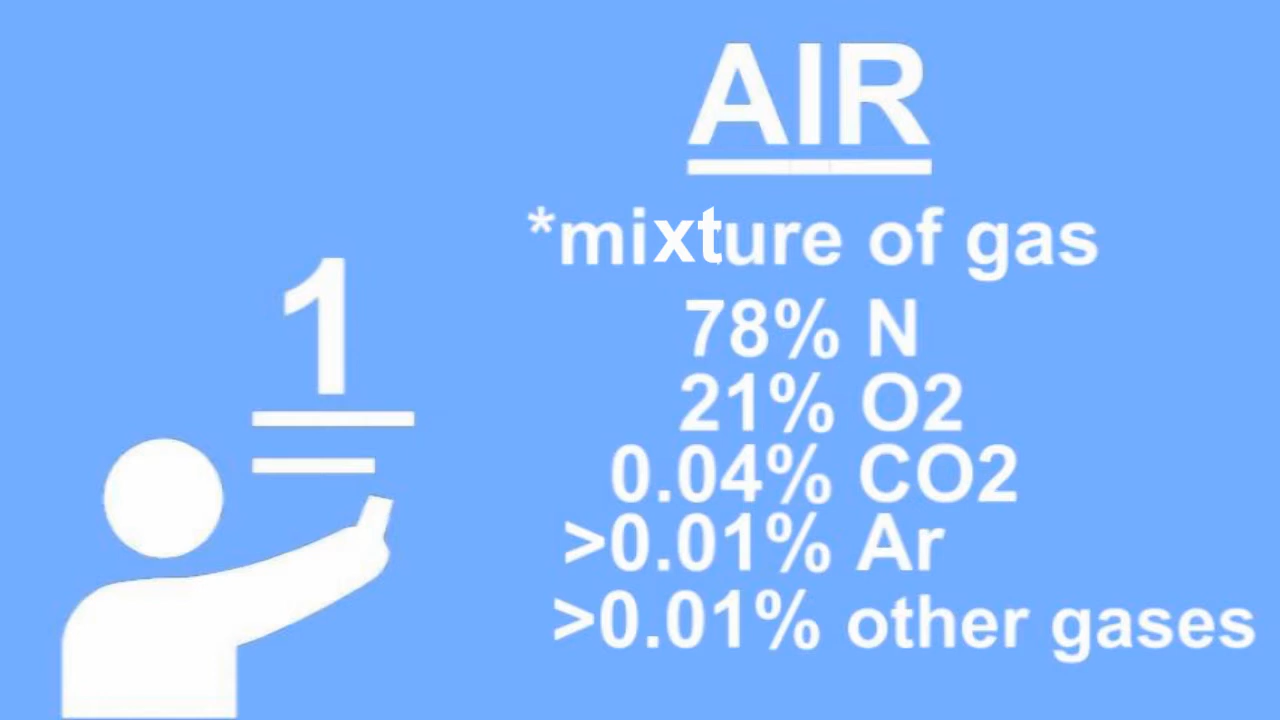 AIR
*mixture of gas
1
78% N
21% O2
0.04% CO2
>0.01% Ar
>0.01% other gases